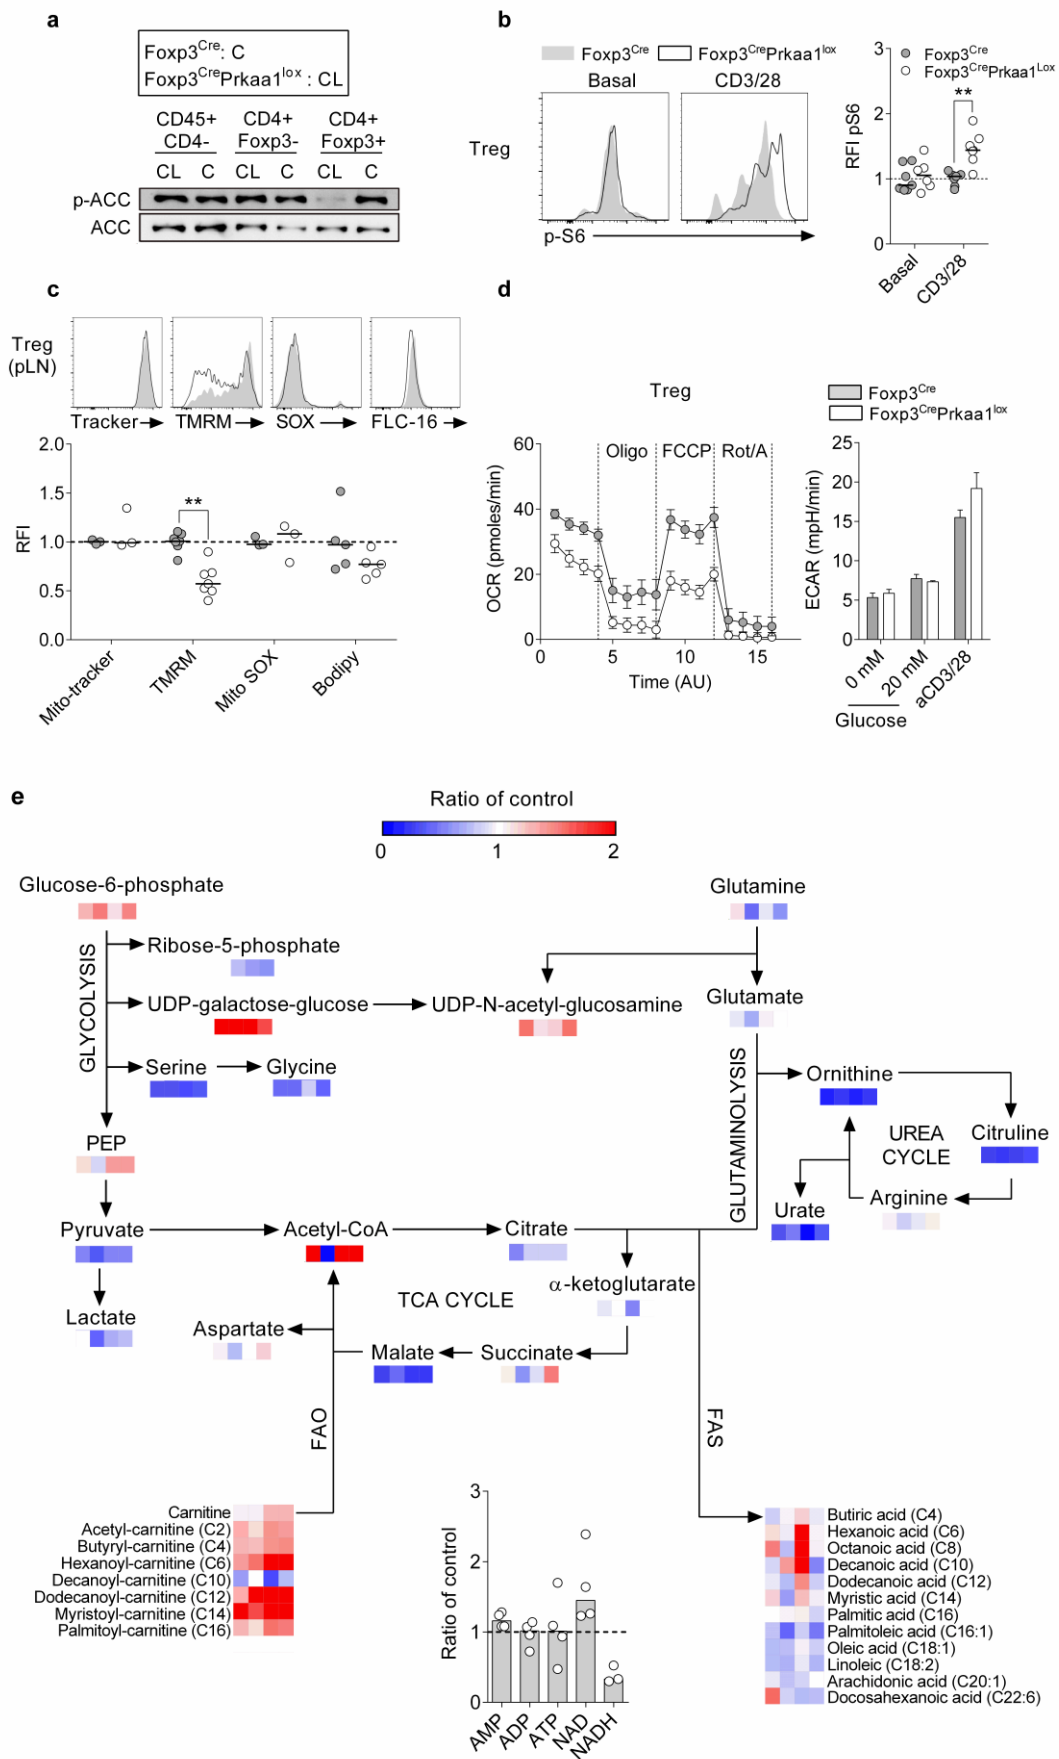 a
Foxp3Cre: C
Foxp3CrePrkaa1lox : CL
CD45+ CD4+ CD4+
CD4- Foxp3- Foxp3+
CL C CL C CL C
p-ACC
ACC
b
Foxp3Cre Foxp3CrePrkaa1lox
Basal CD3/28
Treg
p-S6
3
2
1
0
RFI pS6
Foxp3Cre
Foxp3CrePrkaa1Lox
**
Basal CD3/28
c
Treg
(pLN)
Tracker TMRM SOX FLC-16
2.0
1.5
1.0
0.5
0.0
RFI
**
Mito-tracker TMRM Mito SOX Bodipy
d
Treg
Foxp3Cre
Foxp3CrePrkaa1lox
60
40
20
0
OCR (pmoles/min)
Oligo FCCP Rot/A
0 5 10 15
Time (AU)
25
20
15
10
5
0
ECAR (mpH/min)
0 mM 20 mM aCD3/28
Glucose
e
Ratio of control
0 1 2
Glucose-6-phosphate
Glutamine
GLYCOLYSIS
Ribose-5-phosphate
UDP-galactose-glucose
UDP-N-acetyl-glucosamine
Glutamate
Serine
Glycine
GLUTAMINOLYSIS
Ornithine
PEP
UREA
CYCLE
Citruline
Arginine
Urate
Pyruvate
Acetyl-CoA
Citrate
α-ketoglutarate
TCA CYCLE
Lactate
Aspartate
Malate
Succinate
FAO
FAS
Carnitine
Acetyl-carnitine (C2)
Butyryl-carnitine (C4)
Hexanoyl-carnitine (C6)
Decanoyl-carnitine (C10)
Dodecanoyl-carnitine (C12)
Myristoyl-carnitine (C14)
Palmitoyl-carnitine (C16)
3
2
1
0
Ratio of control
AMP ADP ATP NAD NADH
Butiric acid (C4)
Hexanoic acid (C6)
Octanoic acid (C8)
Decanoic acid (C10)
Dodecanoic acid (C12)
Myristic acid (C14)
Palmitic acid (C16)
Palmitoleic acid (C16:1)
Oleic acid (C18:1)
Linoleic (C18:2)
Arachidonic acid (C20:1)
Docosahexanoic acid (C22:6)